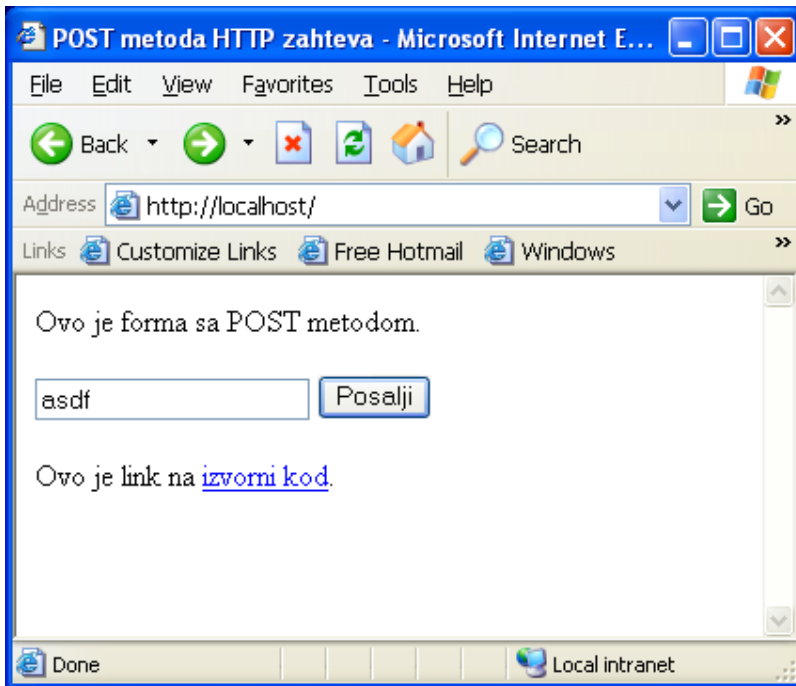 POST metoda HTTP zahteva - Microsoft Internet E...
File Edit View Favorites Tools Help
Back Search »
Address http://localhost/ Go
Links Customize Links Free Hotmail Windows »
Ovo je forma sa POST metodom.
asdf Posalji
Ovo je link na izvorni kod.
Done Local intranet